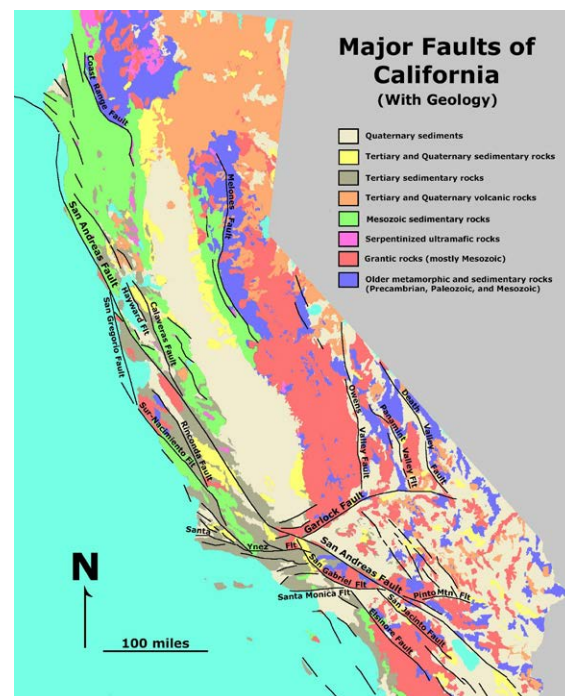 Major Faults of
California
(With Geology)
Quaternary sediments
Tertiary and Quaternary sedimentary rocks
Tertiary sedimentary rocks
Tertiary and Quaternary volcanic rocks
Mesozoic sedimentary rocks
Serpentinized ultramafic rocks
Grantic rocks (mostly Mesozoic)
Older metamorphic and sedimentary rocks
(Precambrian, Paleozoic, and Mesozoic)
Coast Range Fault
Melones Fault
San Andreas Fault
Hayward Flt
Calaveras Fault
San Gregorio Fault
Sur-Nacimiento Flt
Rinconda Fault
Owens Valley Fault
Panamint Valley Flt
Death Valley Fault
Garlock Fault
Santa Ynez Flt
San Andreas Fault
San Gabriel Flt
Santa Monica Flt
Pinto Mtn Flt
San Jacinto Fault
Elsinore Fault
N
100 miles